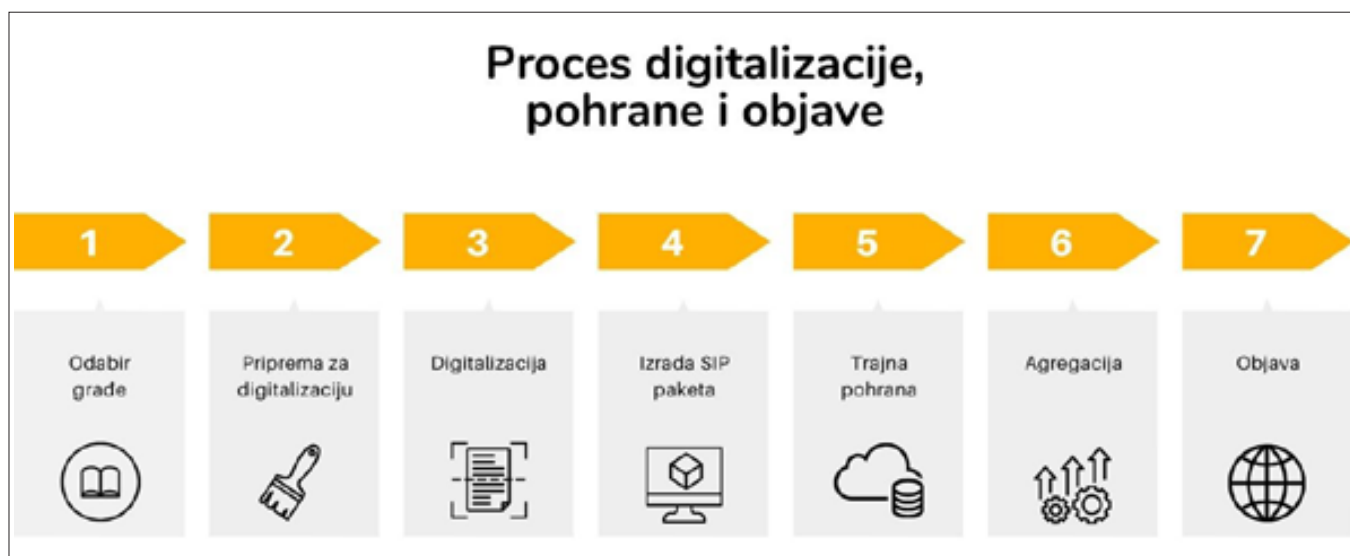 Proces digitalizacije,
pohrane i objave
1
2
3
4
5
6
7
Odabir
građe
Priprema za
digitalizaciju
Digitalizacija
Izrada SIP
paketa
Trajna
pohrana
Agregacija
Objava